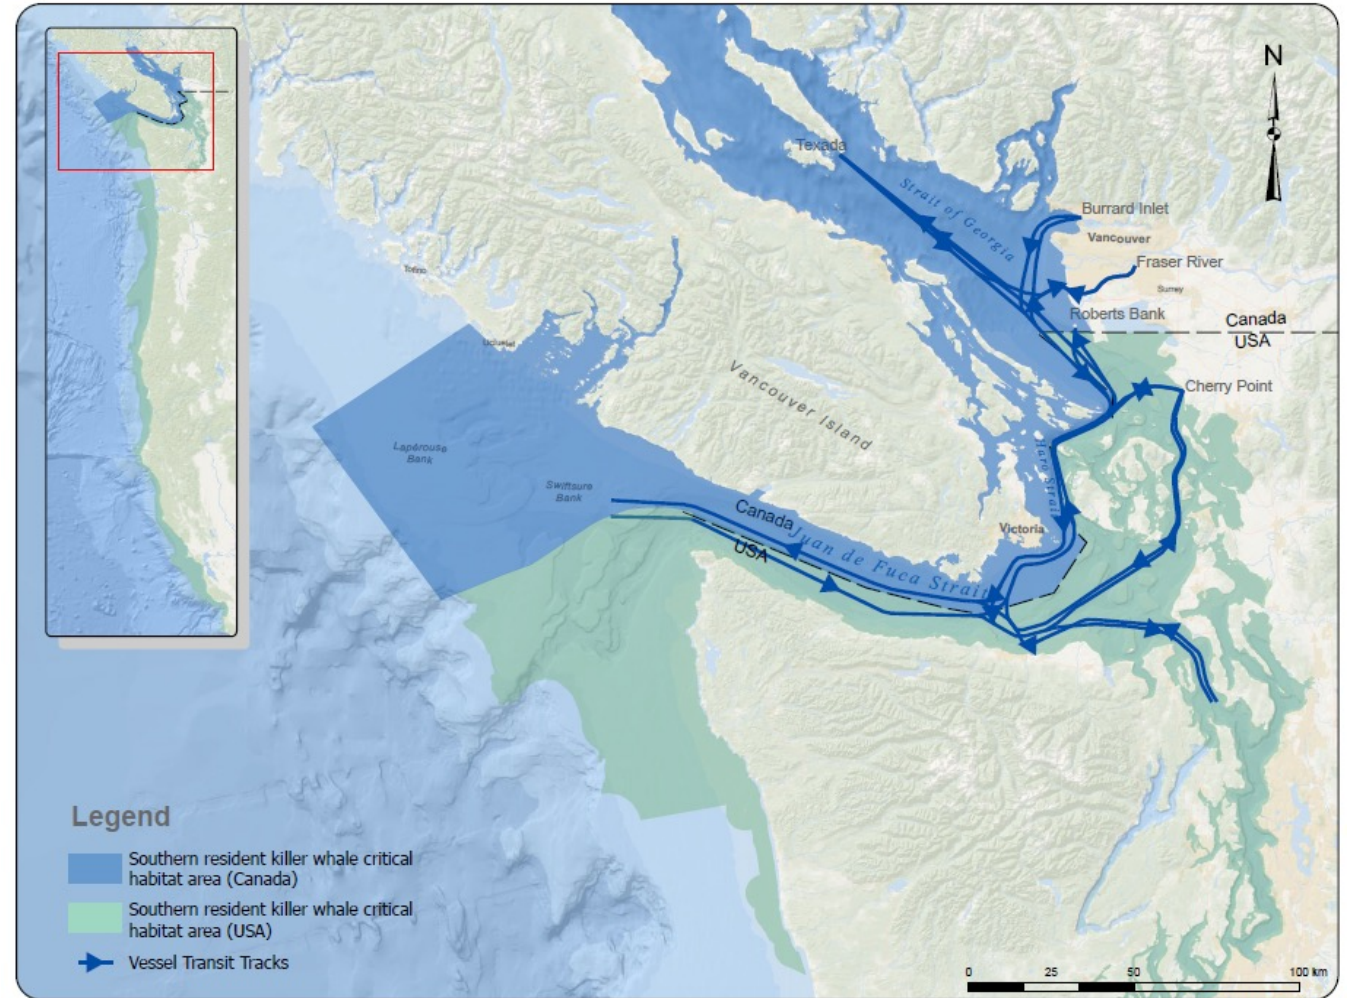 N
Texada
Strait of Georgia
Burrard Inlet
Vancouver
Fraser River
Surrey
Roberts Bank
Canada
USA
Tofino
Ucluelet
Cherry Point
Vancouver Island
Lapérouse
Bank
Swiftsure
Bank
Haro Strait
Victoria
Canada
USA
Juan de Fuca Strait
Legend
Southern resident killer whale critical
habitat area (Canada)
Southern resident killer whale critical
habitat area (USA)
Vessel Transit Tracks
0 25 50 100 km